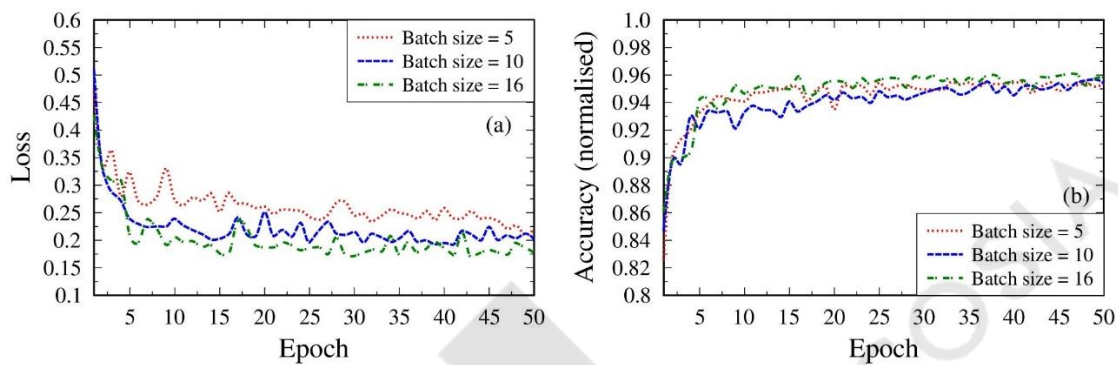 0.6
0.55
0.5
0.45
0.4
0.35
0.3
0.25
0.2
0.15
0.1
Loss
5 10 15 20 25 30 35 40 45 50
Epoch
Batch size = 5
Batch size = 10
Batch size = 16
(a)
1.0
0.98
0.96
0.94
0.92
0.9
0.88
0.86
0.84
0.82
0.8
Accuracy (normalised)
5 10 15 20 25 30 35 40 45 50
Epoch
(b)
Batch size = 5
Batch size = 10
Batch size = 16
OSIA